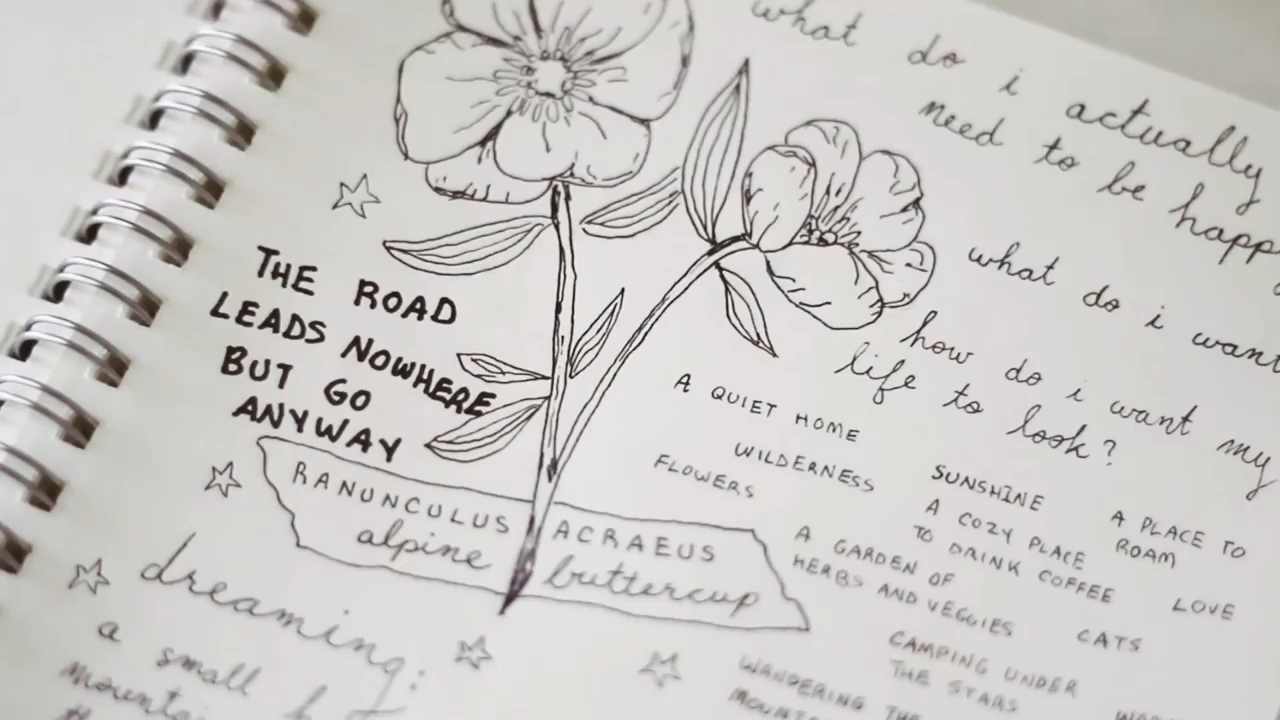 what do i actually
need to be
what do i want
how do i want my
life to look?
THE ROAD
LEADS NOWHERE
BUT GO
ANYWAY
RANUNCULUS ACRAEUS
alpine buttercup
A QUIET HOME
WILDERNESS
FLOWERS
SUNSHINE
A COZY PLACE
TO DRINK COFFEE
A PLACE TO
ROAM
A GARDEN OF
HERBS AND VEGGIES
LOVE
CATS
CAMPING UNDER
THE STARS
WANDERING THE
dreaming:
a small